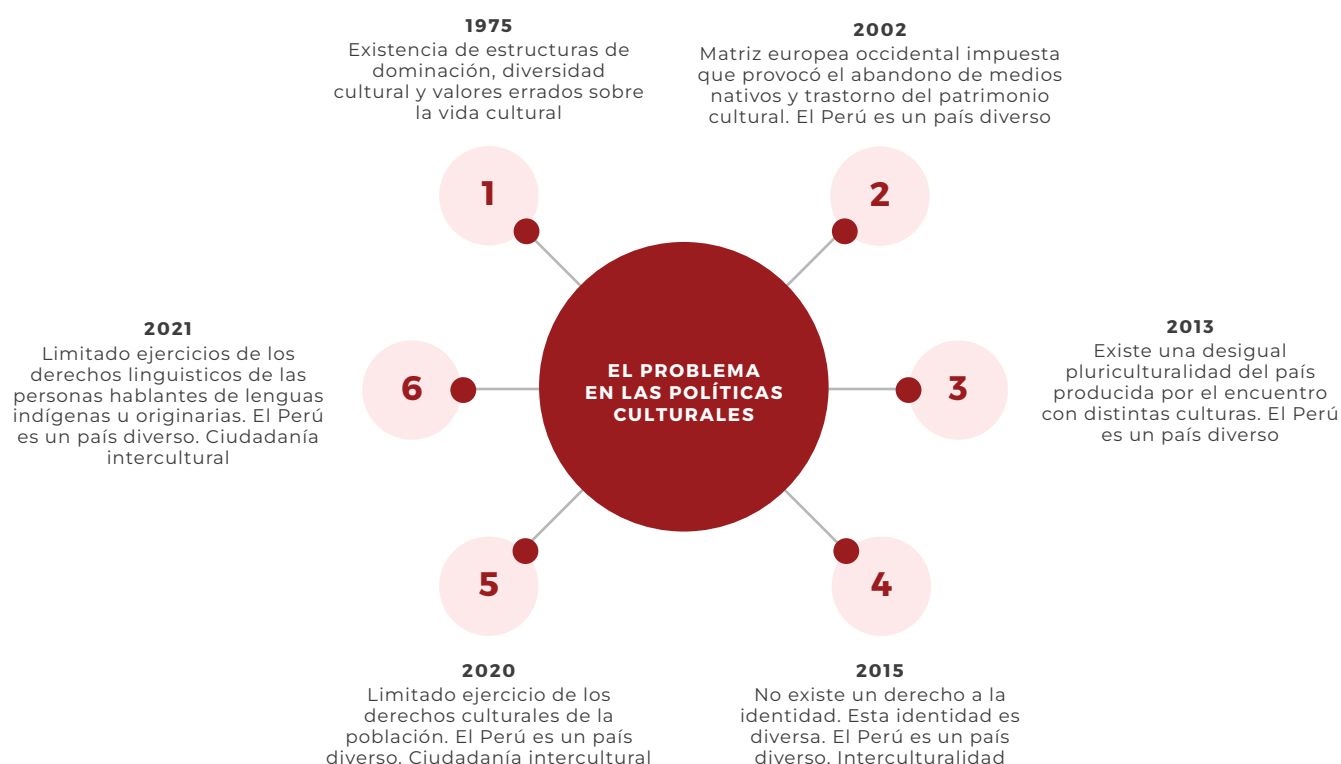 1975
Existencia de estructuras de
dominación, diversidad
cultural y valores errados sobre
la vida cultural
2002
Matriz europea occidental impuesta
que provocó el abandono de medios
nativos y trastorno del patrimonio
cultural. El Perú es un país diverso
1
2
2021
Limitado ejercicios de los
derechos linguisticos de las
personas hablantes de lenguas
indígenas u originarias. El Perú
es un país diverso. Ciudadanía
intercultural
6
EL PROBLEMA
EN LAS POLÍTICAS
CULTURALES
3
2013
Existe una desigual
pluriculturalidad del país
producida por el encuentro
con distintas culturas. El Perú
es un país diverso
5
4
2020
Limitado ejercicio de los
derechos culturales de la
población. El Perú es un país
diverso. Ciudadanía intercultural
2015
No existe un derecho a la
identidad. Esta identidad es
diversa. El Perú es un país
diverso. Interculturalidad